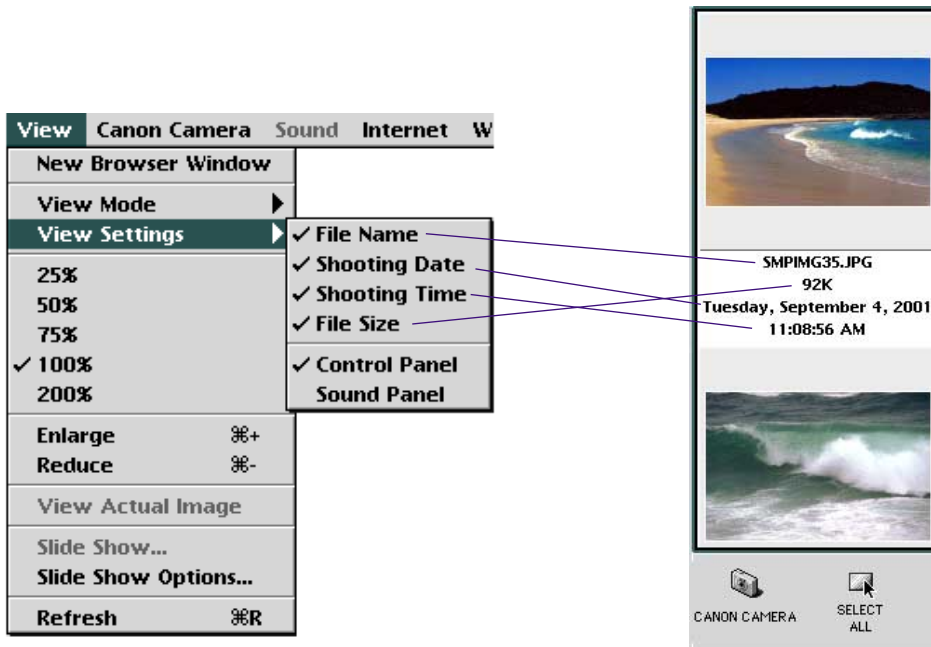 View Canon Camera Sound Internet W
New Browser Window
View Mode
View Settings
25%
50%
75%
✓ 100%
200%
Enlarge ⌘+
Reduce ⌘-
View Actual Image
Slide Show...
Slide Show Options...
Refresh ⌘R
✓ File Name
✓ Shooting Date
✓ Shooting Time
✓ File Size
✓ Control Panel
Sound Panel
SMPIMG35.JPG
92K
Tuesday, September 4, 2001
11:08:56 AM
CANON CAMERA
SELECT
ALL